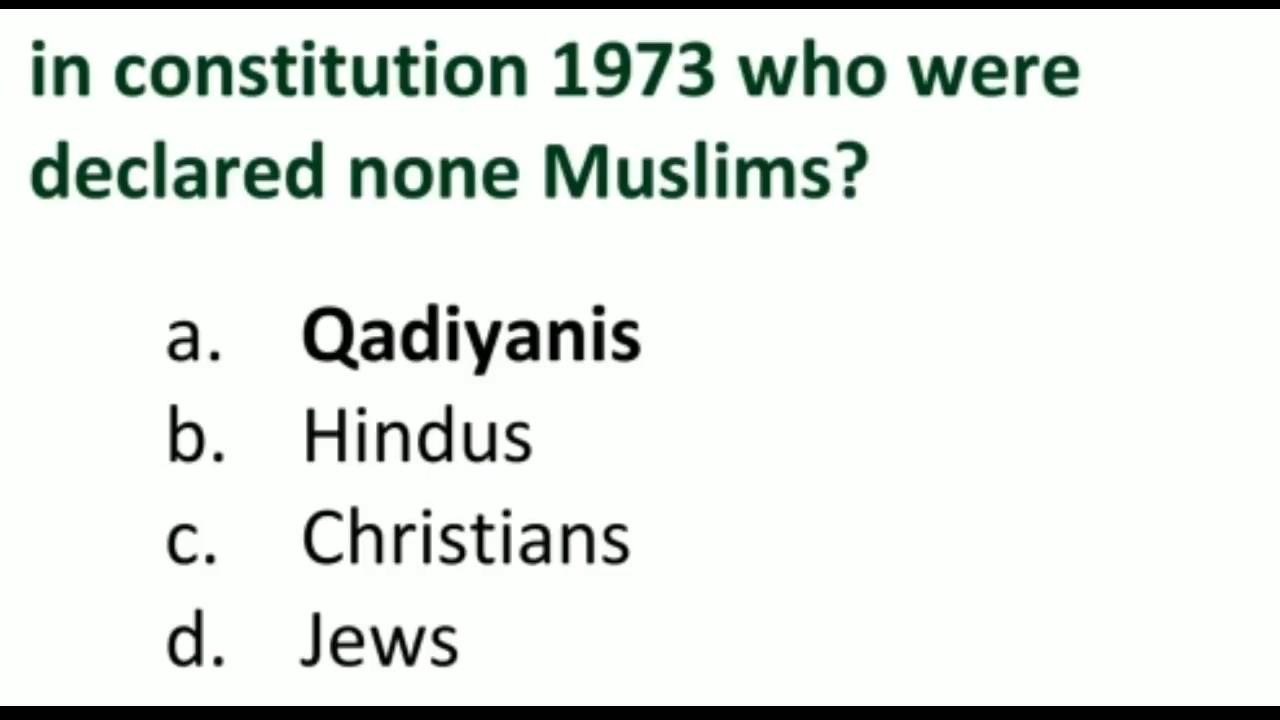 in constitution 1973 who were
declared none Muslims?
a. Qadiyanis
b. Hindus
c. Christians
d. Jews